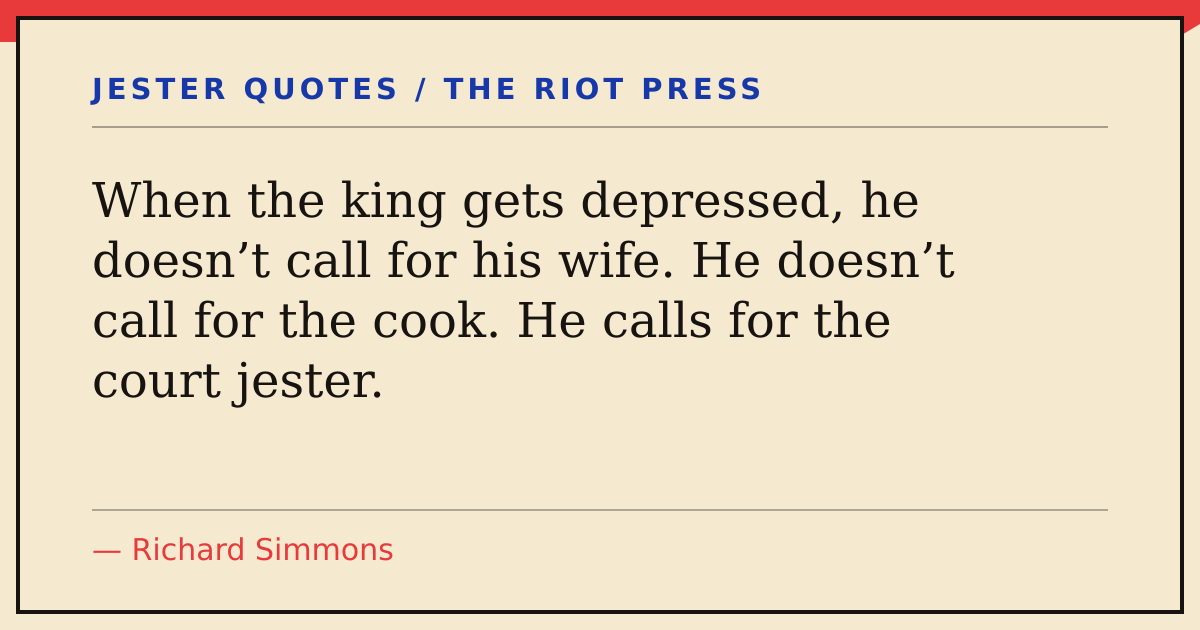 JESTER QUOTES / THE RIOT PRESS
When the king gets depressed, he
doesn’t call for his wife. He doesn’t
call for the cook. He calls for the
court jester.
— Richard Simmons